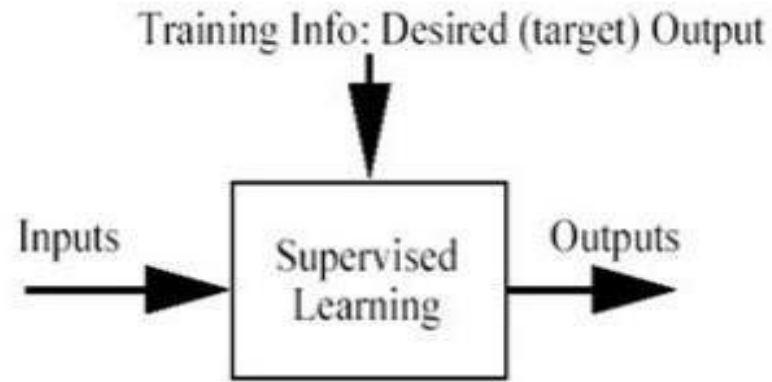 Training Info: Desired (target) Output
Inputs
Supervised
Learning
Outputs